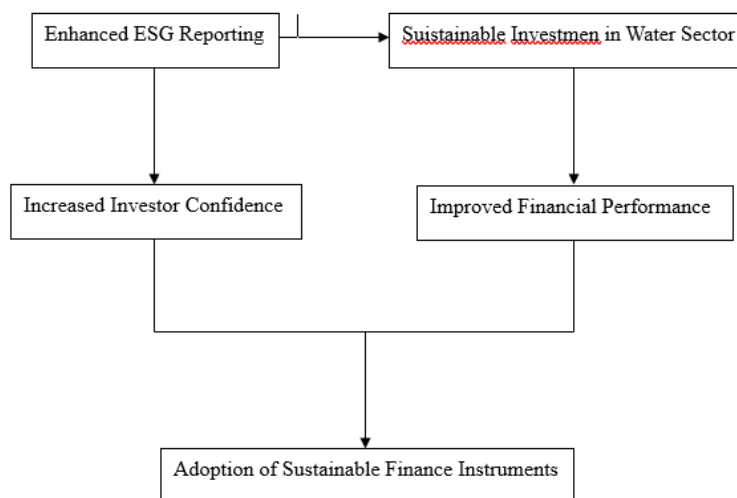 Enhanced ESG Reporting
Suistainable Investmen in Water Sector
Increased Investor Confidence
Improved Financial Performance
Adoption of Sustainable Finance Instruments